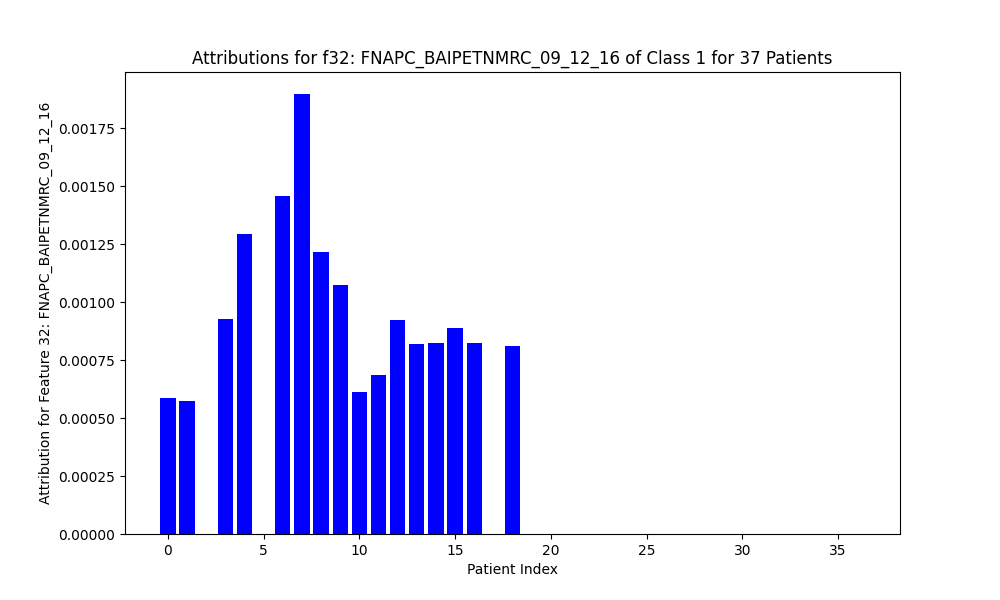 Attributions for f32: FNAPC_BAIPETNMRC_09_12_16 of Class 1 for 37 Patients
Attribution for Feature 32: FNAPC_BAIPETNMRC_09_12_16
0.00175
0.00150
0.00125
0.00100
0.00075
0.00050
0.00025
0.00000
0 5 10 15 20 25 30 35
Patient Index